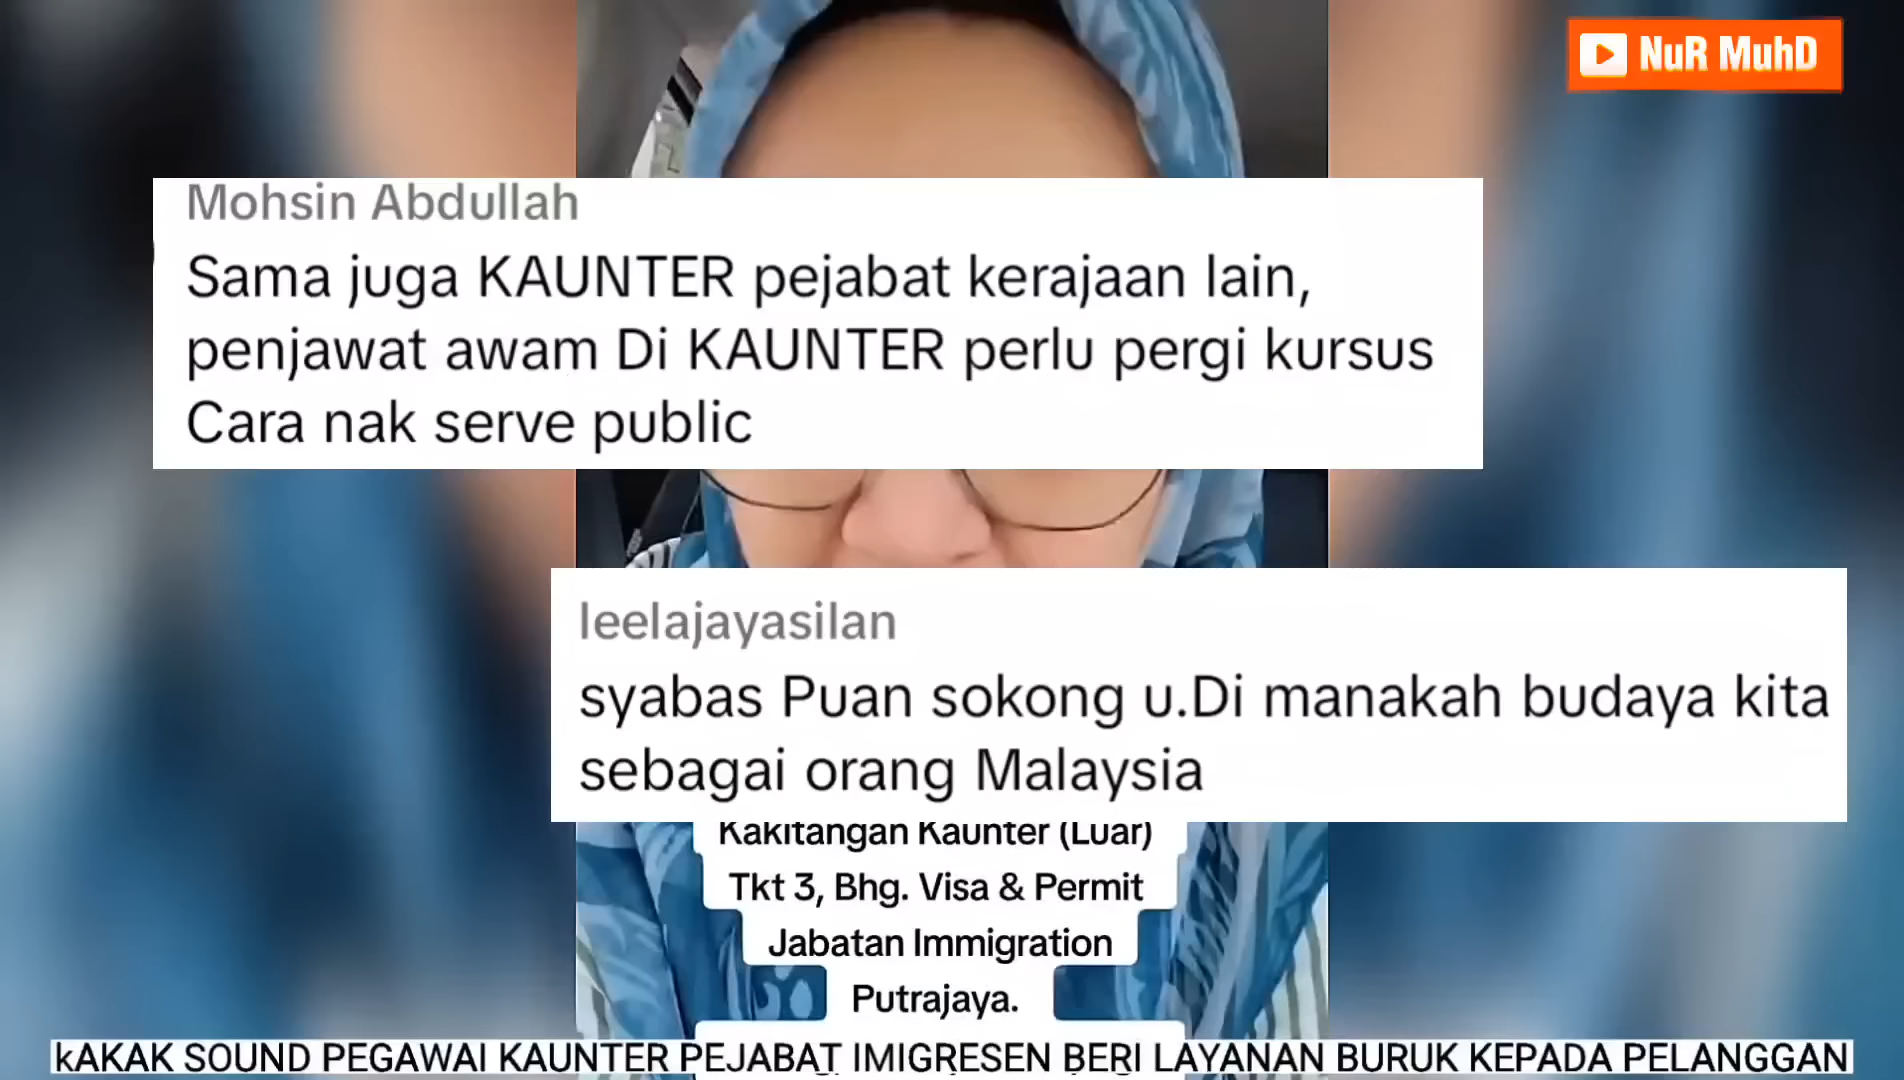 NuR MuhD
Mohsin Abdullah
Sama juga KAUNTER pejabat kerajaan lain,
penjawat awam Di KAUNTER perlu pergi kursus
Cara nak serve public
leelajayasilan
syabas Puan sokong u.Di manakah budaya kita
sebagai orang Malaysia
Kakitangan Kaunter (Luar)
Tkt 3, Bhg. Visa & Permit
Jabatan Immigration
Putrajaya.
kAKAK SOUND PEGAWAI KAUNTER PEJABAT IMIGRESEN BERI LAYANAN BURUK KEPADA PELANGGAN